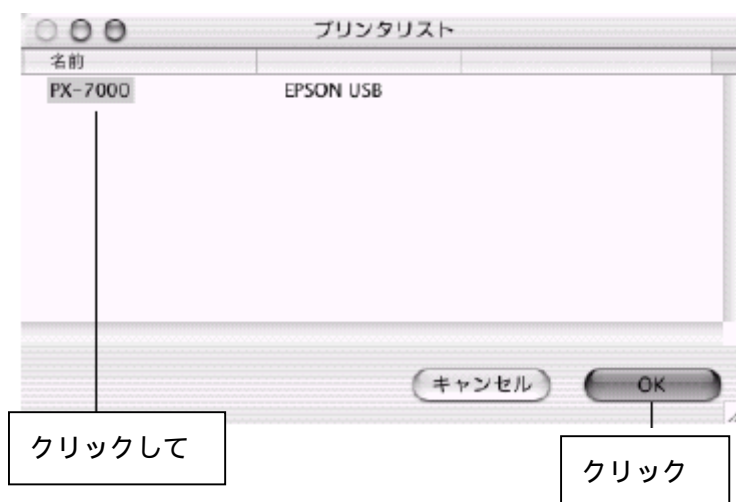 プリンタリスト
名前
PX-7000 EPSON USB
キャンセル OK
クリックして
クリック